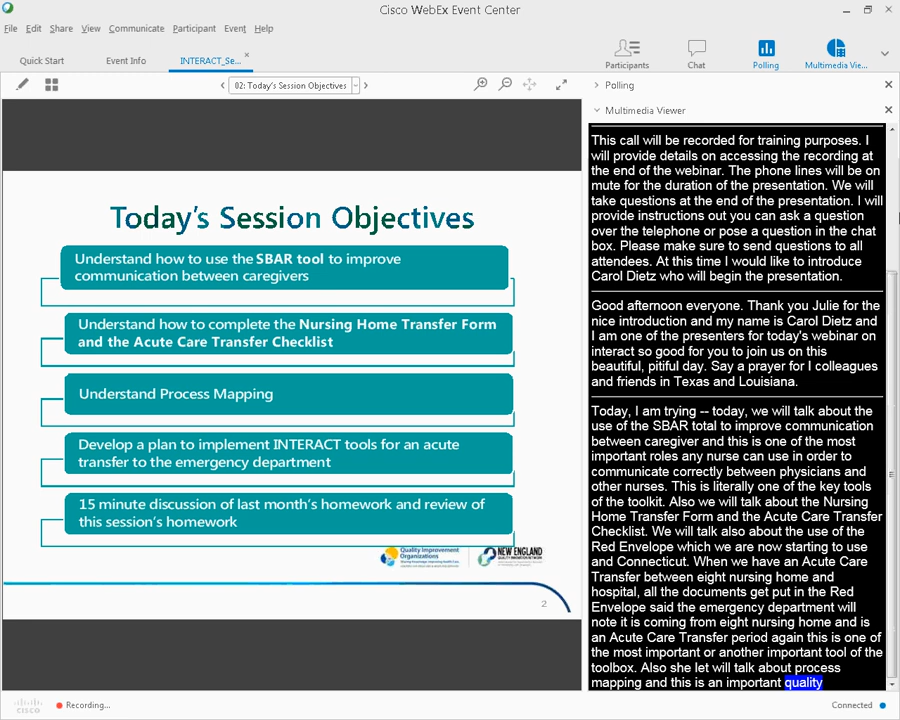 Cisco WebEx Event Center
File Edit Share View Communicate Participant Event Help
Quick Start
Event Info
INTERACT_Se...
Participants
Chat
Polling
Multimedia Vie...
02: Today's Session Objectives
Today's Session Objectives
Understand how to use the SBAR tool to improve
communication between caregivers
Understand how to complete the Nursing Home Transfer Form
and the Acute Care Transfer Checklist
Understand Process Mapping
Develop a plan to implement INTERACT tools for an acute
transfer to the emergency department
15 minute discussion of last month's homework and review of
this session's homework
Quality Improvement
Organizations
NEW ENGLAND
2
Polling
Multimedia Viewer
This call will be recorded for training purposes. I
will provide details on accessing the recording at
the end of the webinar. The phone lines will be on
mute for the duration of the presentation. We will
take questions at the end of the presentation. I will
provide instructions out you can ask a question
over the telephone or pose a question in the chat
box. Please make sure to send questions to all
attendees. At this time I would like to introduce
Carol Dietz who will begin the presentation.
Good afternoon everyone. Thank you Julie for the
nice introduction and my name is Carol Dietz and
I am one of the presenters for today's webinar on
interact so good for you to join us on this
beautiful, pitiful day. Say a prayer for I colleagues
and friends in Texas and Louisiana.
Today, I am trying -- today, we will talk about the
use of the SBAR total to improve communication
between caregiver and this is one of the most
important roles any nurse can use in order to
communicate correctly between physicians and
other nurses. This is literally one of the key tools
of the toolkit. Also we will talk about the Nursing
Home Transfer Form and the Acute Care Transfer
Checklist. We will talk also about the use of the
Red Envelope which we are now starting to use
and Connecticut. When we have an Acute Care
Transfer between eight nursing home and
hospital, all the documents get put in the Red
Envelope said the emergency department will
note it is coming from eight nursing home and is
an Acute Care Transfer period again this is one of
the most important or another important tool of the
toolbox. Also she let will talk about process
mapping and this is an important quality
cisco
Recording...
Connected